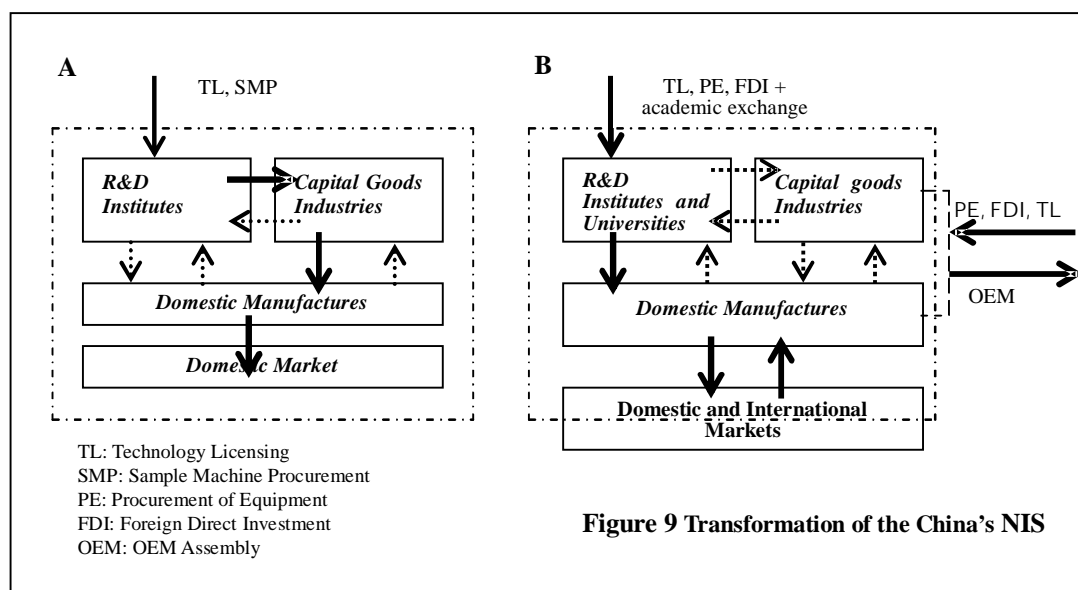 A
TL, SMP
R&D
Institutes
Capital Goods
Industries
Domestic Manufactures
Domestic Market
TL: Technology Licensing
SMP: Sample Machine Procurement
PE: Procurement of Equipment
FDI: Foreign Direct Investment
OEM: OEM Assembly
B
TL, PE, FDI +
academic exchange
R&D
Institutes and
Universities
Capital goods
Industries
PE, FDI, TL
OEM
Domestic Manufactures
Domestic and International
Markets
Figure 9 Transformation of the China's NIS